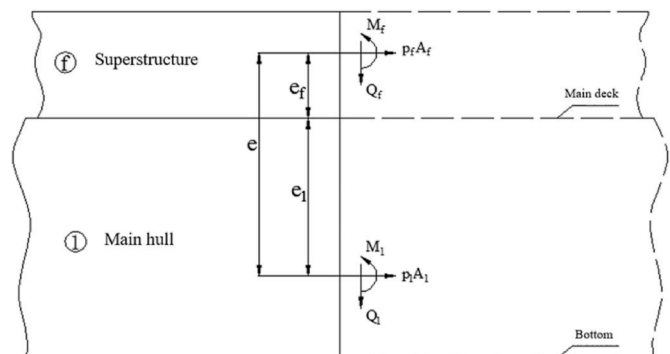 M_f
ⓕ Superstructure
p_fA_f
e_f
Q_f
Main deck
e
e_1
① Main hull
M_1
p_1A_1
Q_1
Bottom